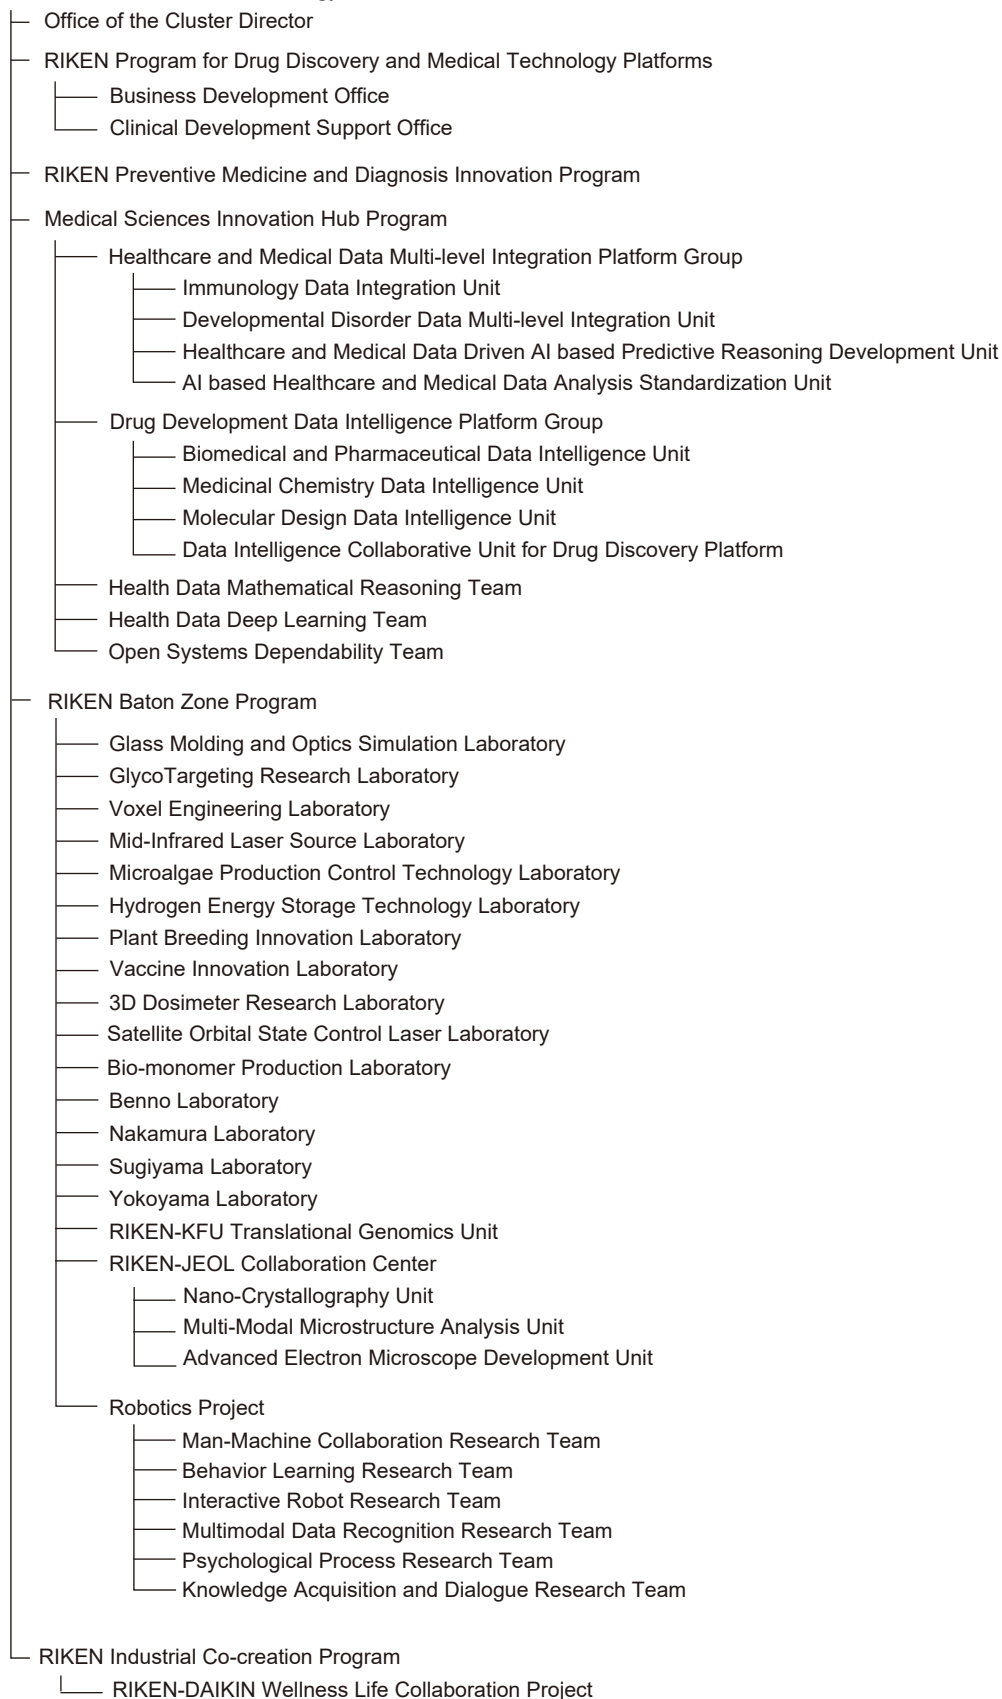 Office of the Cluster Director
RIKEN Program for Drug Discovery and Medical Technology Platforms
Business Development Office
Clinical Development Support Office
RIKEN Preventive Medicine and Diagnosis Innovation Program
Medical Sciences Innovation Hub Program
Healthcare and Medical Data Multi-level Integration Platform Group
Immunology Data Integration Unit
Developmental Disorder Data Multi-level Integration Unit
Healthcare and Medical Data Driven AI based Predictive Reasoning Development Unit
AI based Healthcare and Medical Data Analysis Standardization Unit
Drug Development Data Intelligence Platform Group
Biomedical and Pharmaceutical Data Intelligence Unit
Medicinal Chemistry Data Intelligence Unit
Molecular Design Data Intelligence Unit
Data Intelligence Collaborative Unit for Drug Discovery Platform
Health Data Mathematical Reasoning Team
Health Data Deep Learning Team
Open Systems Dependability Team
RIKEN Baton Zone Program
Glass Molding and Optics Simulation Laboratory
GlycoTargeting Research Laboratory
Voxel Engineering Laboratory
Mid-Infrared Laser Source Laboratory
Microalgae Production Control Technology Laboratory
Hydrogen Energy Storage Technology Laboratory
Plant Breeding Innovation Laboratory
Vaccine Innovation Laboratory
3D Dosimeter Research Laboratory
Satellite Orbital State Control Laser Laboratory
Bio-monomer Production Laboratory
Benno Laboratory
Nakamura Laboratory
Sugiyama Laboratory
Yokoyama Laboratory
RIKEN-KFU Translational Genomics Unit
RIKEN-JEOL Collaboration Center
Nano-Crystallography Unit
Multi-Modal Microstructure Analysis Unit
Advanced Electron Microscope Development Unit
Robotics Project
Man-Machine Collaboration Research Team
Behavior Learning Research Team
Interactive Robot Research Team
Multimodal Data Recognition Research Team
Psychological Process Research Team
Knowledge Acquisition and Dialogue Research Team
RIKEN Industrial Co-creation Program
RIKEN-DAIKIN Wellness Life Collaboration Project